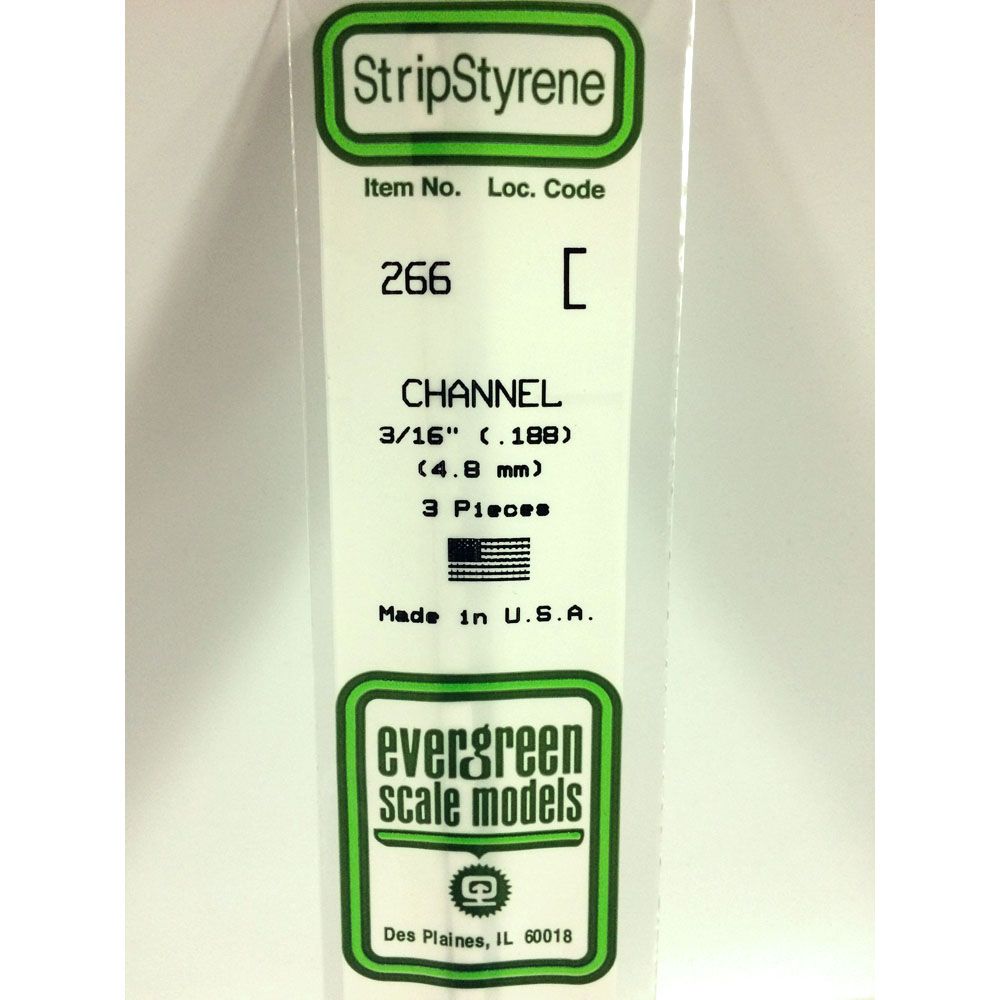 StripStyrene
Item No. Loc. Code
266
CHANNEL
3/16" (.188)
(4.8 mm)
3 Pieces
Made in U.S.A.
evergreen
scale models
Des Plaines, IL 60018